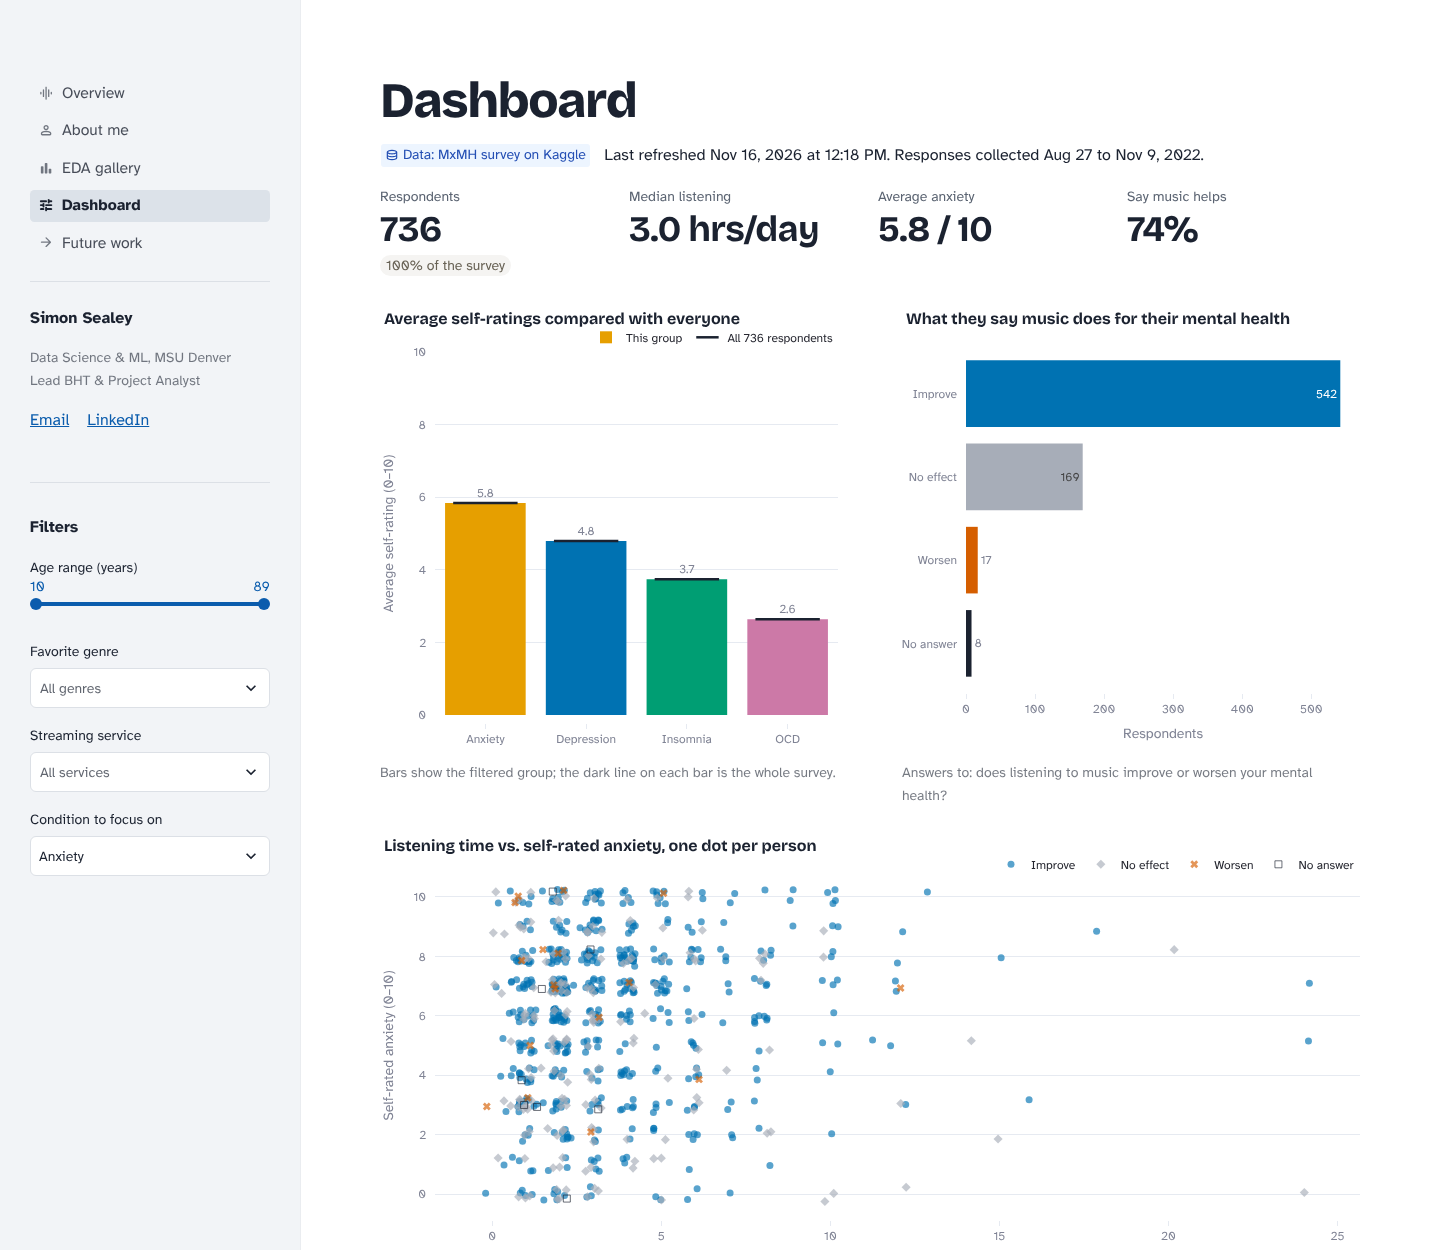 Overview
About me
EDA gallery
Dashboard
Future work
Simon Sealey
Data Science & ML, MSU Denver
Lead BHT & Project Analyst
Email LinkedIn
Filters
Age range (years)
10 89
Favorite genre
All genres
Streaming service
All services
Condition to focus on
Anxiety
Dashboard
Data: MxMH survey on Kaggle Last refreshed Nov 16, 2026 at 12:18 PM. Responses collected Aug 27 to Nov 9, 2022.
Respondents
736
100% of the survey
Median listening
3.0 hrs/day
Average anxiety
5.8 / 10
Say music helps
74%
Average self-ratings compared with everyone
This group All 736 respondents
10
8
6
4
2
0
Average self-rating (0–10)
5.8
4.8
3.7
2.6
Anxiety Depression Insomnia OCD
Bars show the filtered group; the dark line on each bar is the whole survey.
What they say music does for their mental health
Improve 542
No effect 169
Worsen 17
No answer 8
0 100 200 300 400 500
Respondents
Answers to: does listening to music improve or worsen your mental
health?
Listening time vs. self-rated anxiety, one dot per person
Improve No effect Worsen No answer
10
8
6
4
2
0
Self-rated anxiety (0–10)
0 5 10 15 20 25